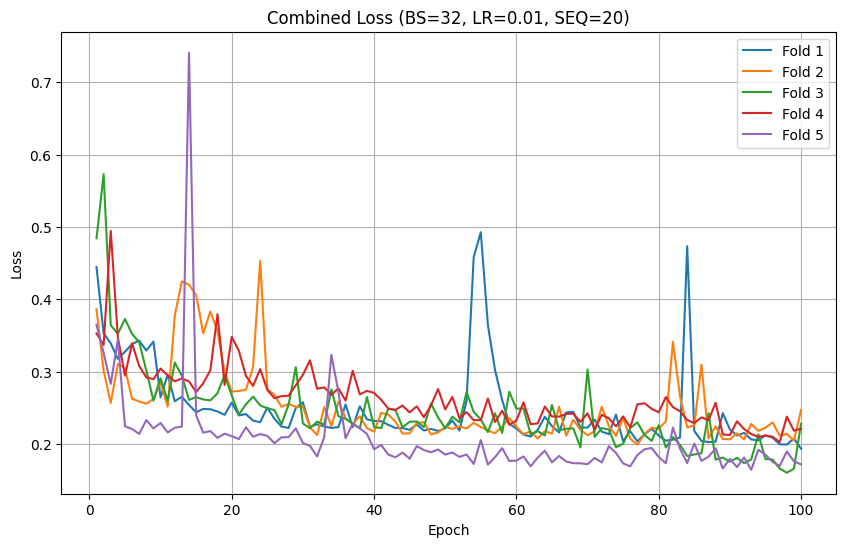 Combined Loss (BS=32, LR=0.01, SEQ=20)
Fold 1
Fold 2
Fold 3
Fold 4
Fold 5
Loss
0.7
0.6
0.5
0.4
0.3
0.2
0
20
40
60
80
100
Epoch